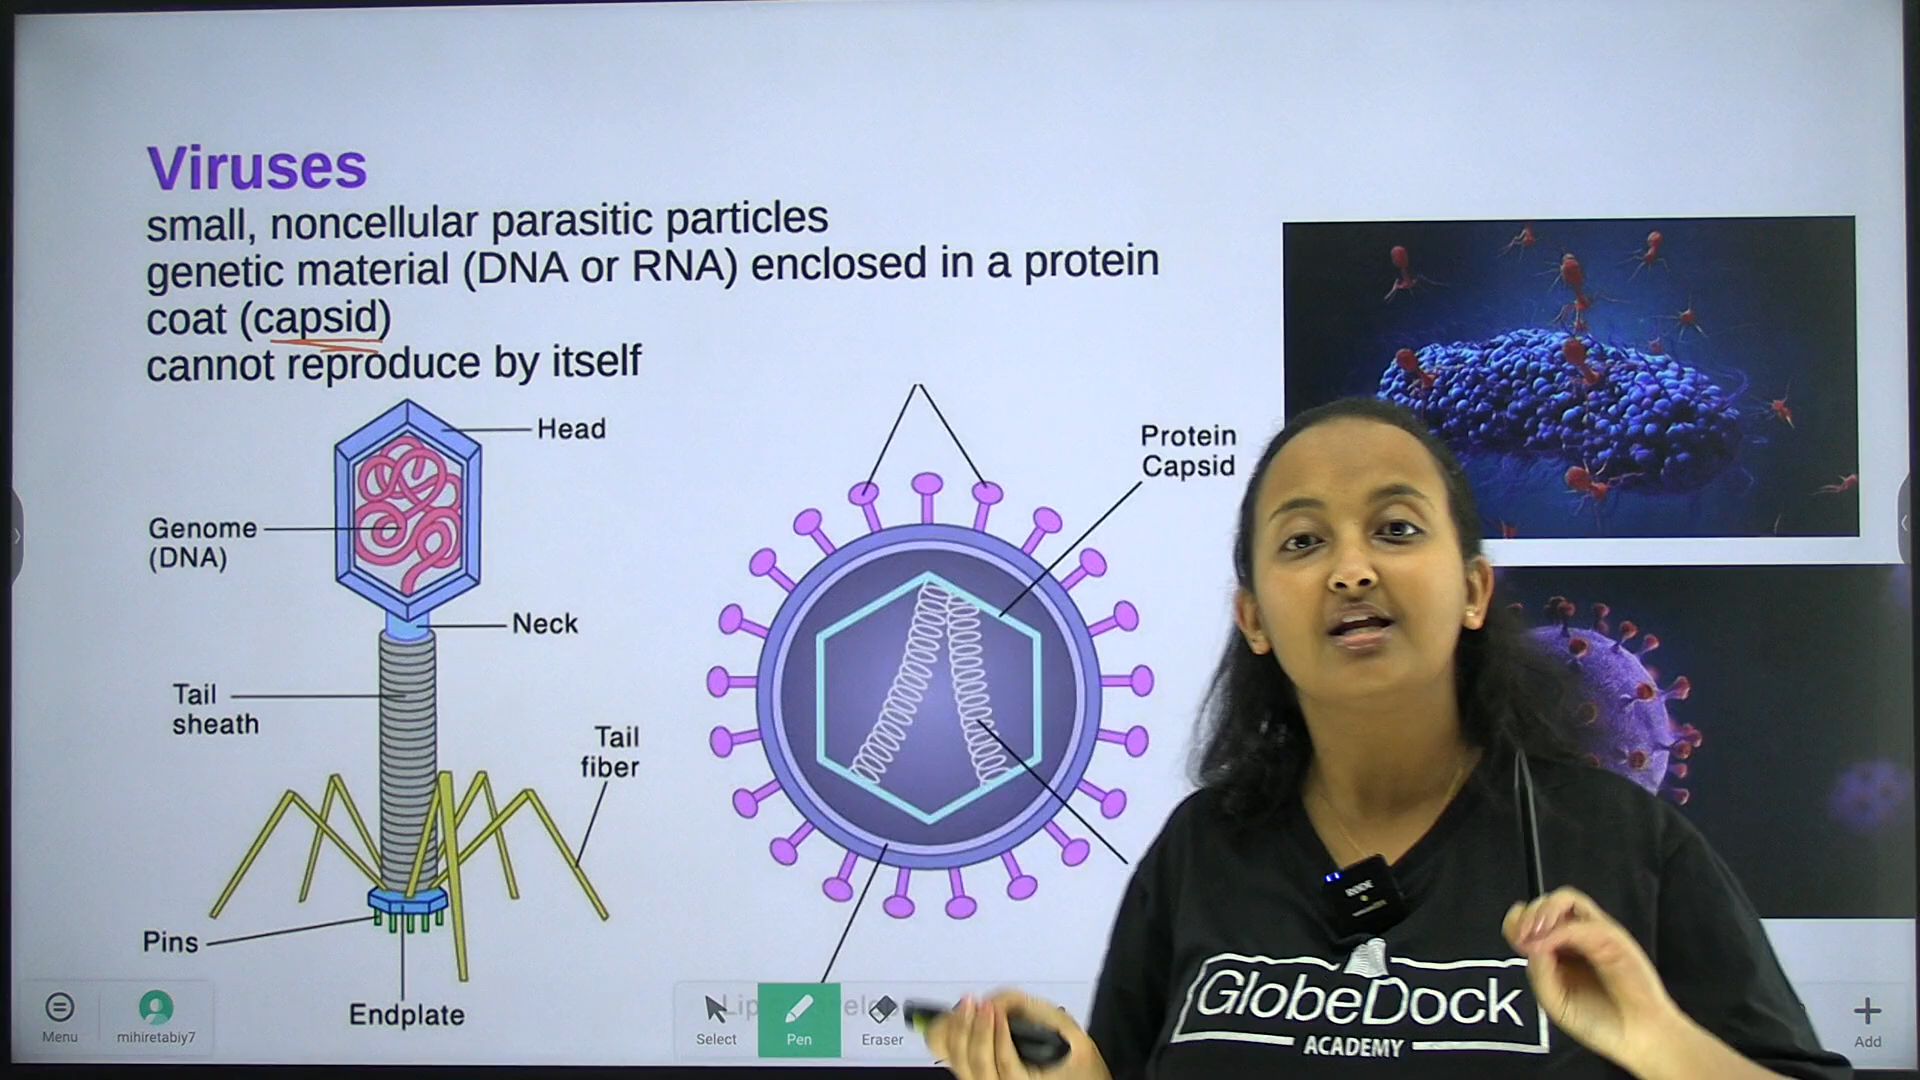 Viruses
small, noncellular parasitic particles
genetic material (DNA or RNA) enclosed in a protein
coat (capsid)
cannot reproduce by itself
Head
Genome
(DNA)
Neck
Tail
sheath
Tail
fiber
Pins
Endplate
Protein
Capsid
Menu
mihiretabiy7
Select
Pen
Eraser
Add
GlobeDock
ACADEMY